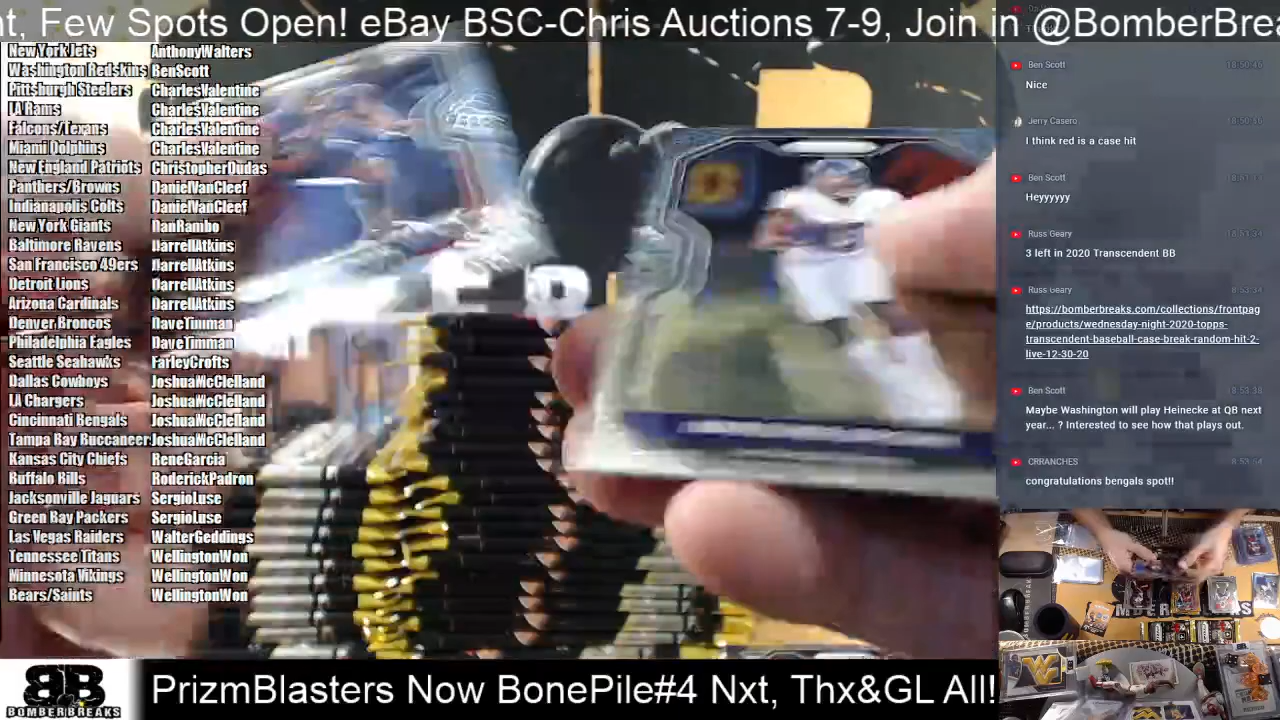 nt, Few Spots Open! eBay BSC-Chris Auctions 7-9, Join in @BomberBrea
New York Jets AnthonyWalters
Washington Redskins BenScott
Pittsburgh Steelers CharlesValentine
LA Rams CharlesValentine
Falcons/Texans CharlesValentine
Miami Dolphins CharlesValentine
New England Patriots ChristopherDudas
Panthers/Browns DanielVanCleef
Indianapolis Colts DanielVanCleef
New York Giants DanRambo
Baltimore Ravens DarrellAtkins
San Francisco 49ers DarrellAtkins
Detroit Lions DarrellAtkins
Arizona Cardinals DarrellAtkins
Denver Broncos DaveTimman
Philadelphia Eagles DaveTimman
Seattle Seahawks FarleyCrofts
Dallas Cowboys JoshuaMcClelland
LA Chargers JoshuaMcClelland
Cincinnati Bengals JoshuaMcClelland
Tampa Bay Buccaneer JoshuaMcClelland
Kansas City Chiefs ReneGarcia
Buffalo Bills RoderickPadron
Jacksonville Jaguars SergioLuse
Green Bay Packers SergioLuse
Las Vegas Raiders WalterGeddings
Tennessee Titans WellingtonWon
Minnesota Vikings WellingtonWon
Bears/Saints WellingtonWon
Ben Scott
Nice
Jerry Casero
I think red is a case hit
Ben Scott
Heyyyyyy
Russ Geary
3 left in 2020 Transcendent BB
Russ Geary
https://bomberbreaks.com/collections/frontpag
e/products/wednesday-night-2020-topps-
transcendent-baseball-case-break-random-hit-2-
live-12-30-20
Ben Scott
Maybe Washington will play Heinecke at QB next
year... ? Interested to see how that plays out.
CRRANCHES
congratulations bengals spot!!
BB
BOMBERBREAKS
PrizmBlasters Now BonePile#4 Nxt, Thx&GL All!